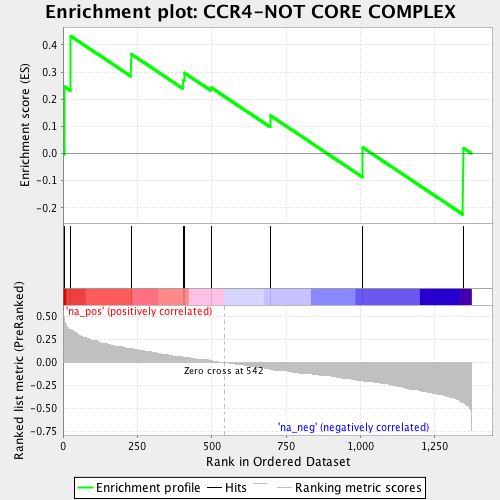 Enrichment plot: CCR4-NOT CORE COMPLEX
Enrichment score (ES)
0.4
0.3
0.2
0.1
0.0
-0.1
-0.2
'na_pos' (positively correlated)
Ranked list metric (PreRanked)
0.50
0.25
0.00
-0.25
-0.50
-0.75
Zero cross at 542
'na_neg' (negatively correlated)
0
250
500
750
1,000
1,250
Rank in Ordered Dataset
Enrichment profile
Hits
Ranking metric scores